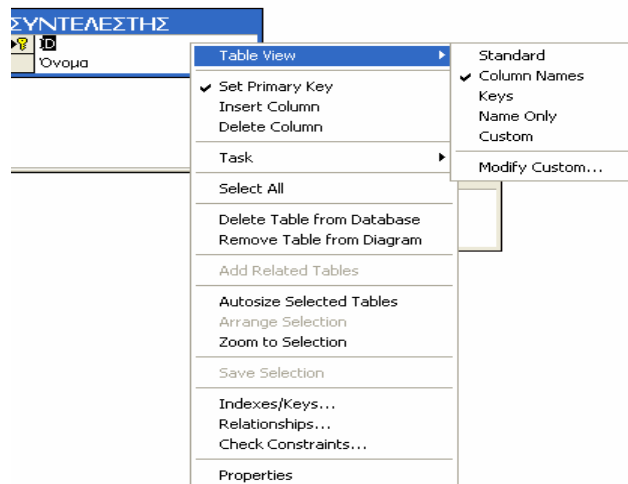 ΣΥΝΤΕΛΕΣΤΗΣ
ID
Όνομα
Table View
Set Primary Key
Insert Column
Delete Column
Task
Select All
Delete Table from Database
Remove Table from Diagram
Add Related Tables
Autosize Selected Tables
Arrange Selection
Zoom to Selection
Save Selection
Indexes/Keys...
Relationships...
Check Constraints...
Properties
Standard
Column Names
Keys
Name Only
Custom
Modify Custom...